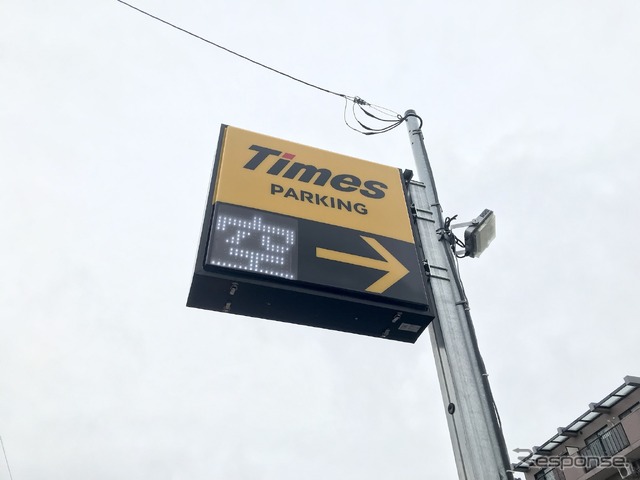 Times
PARKING
空
Response.